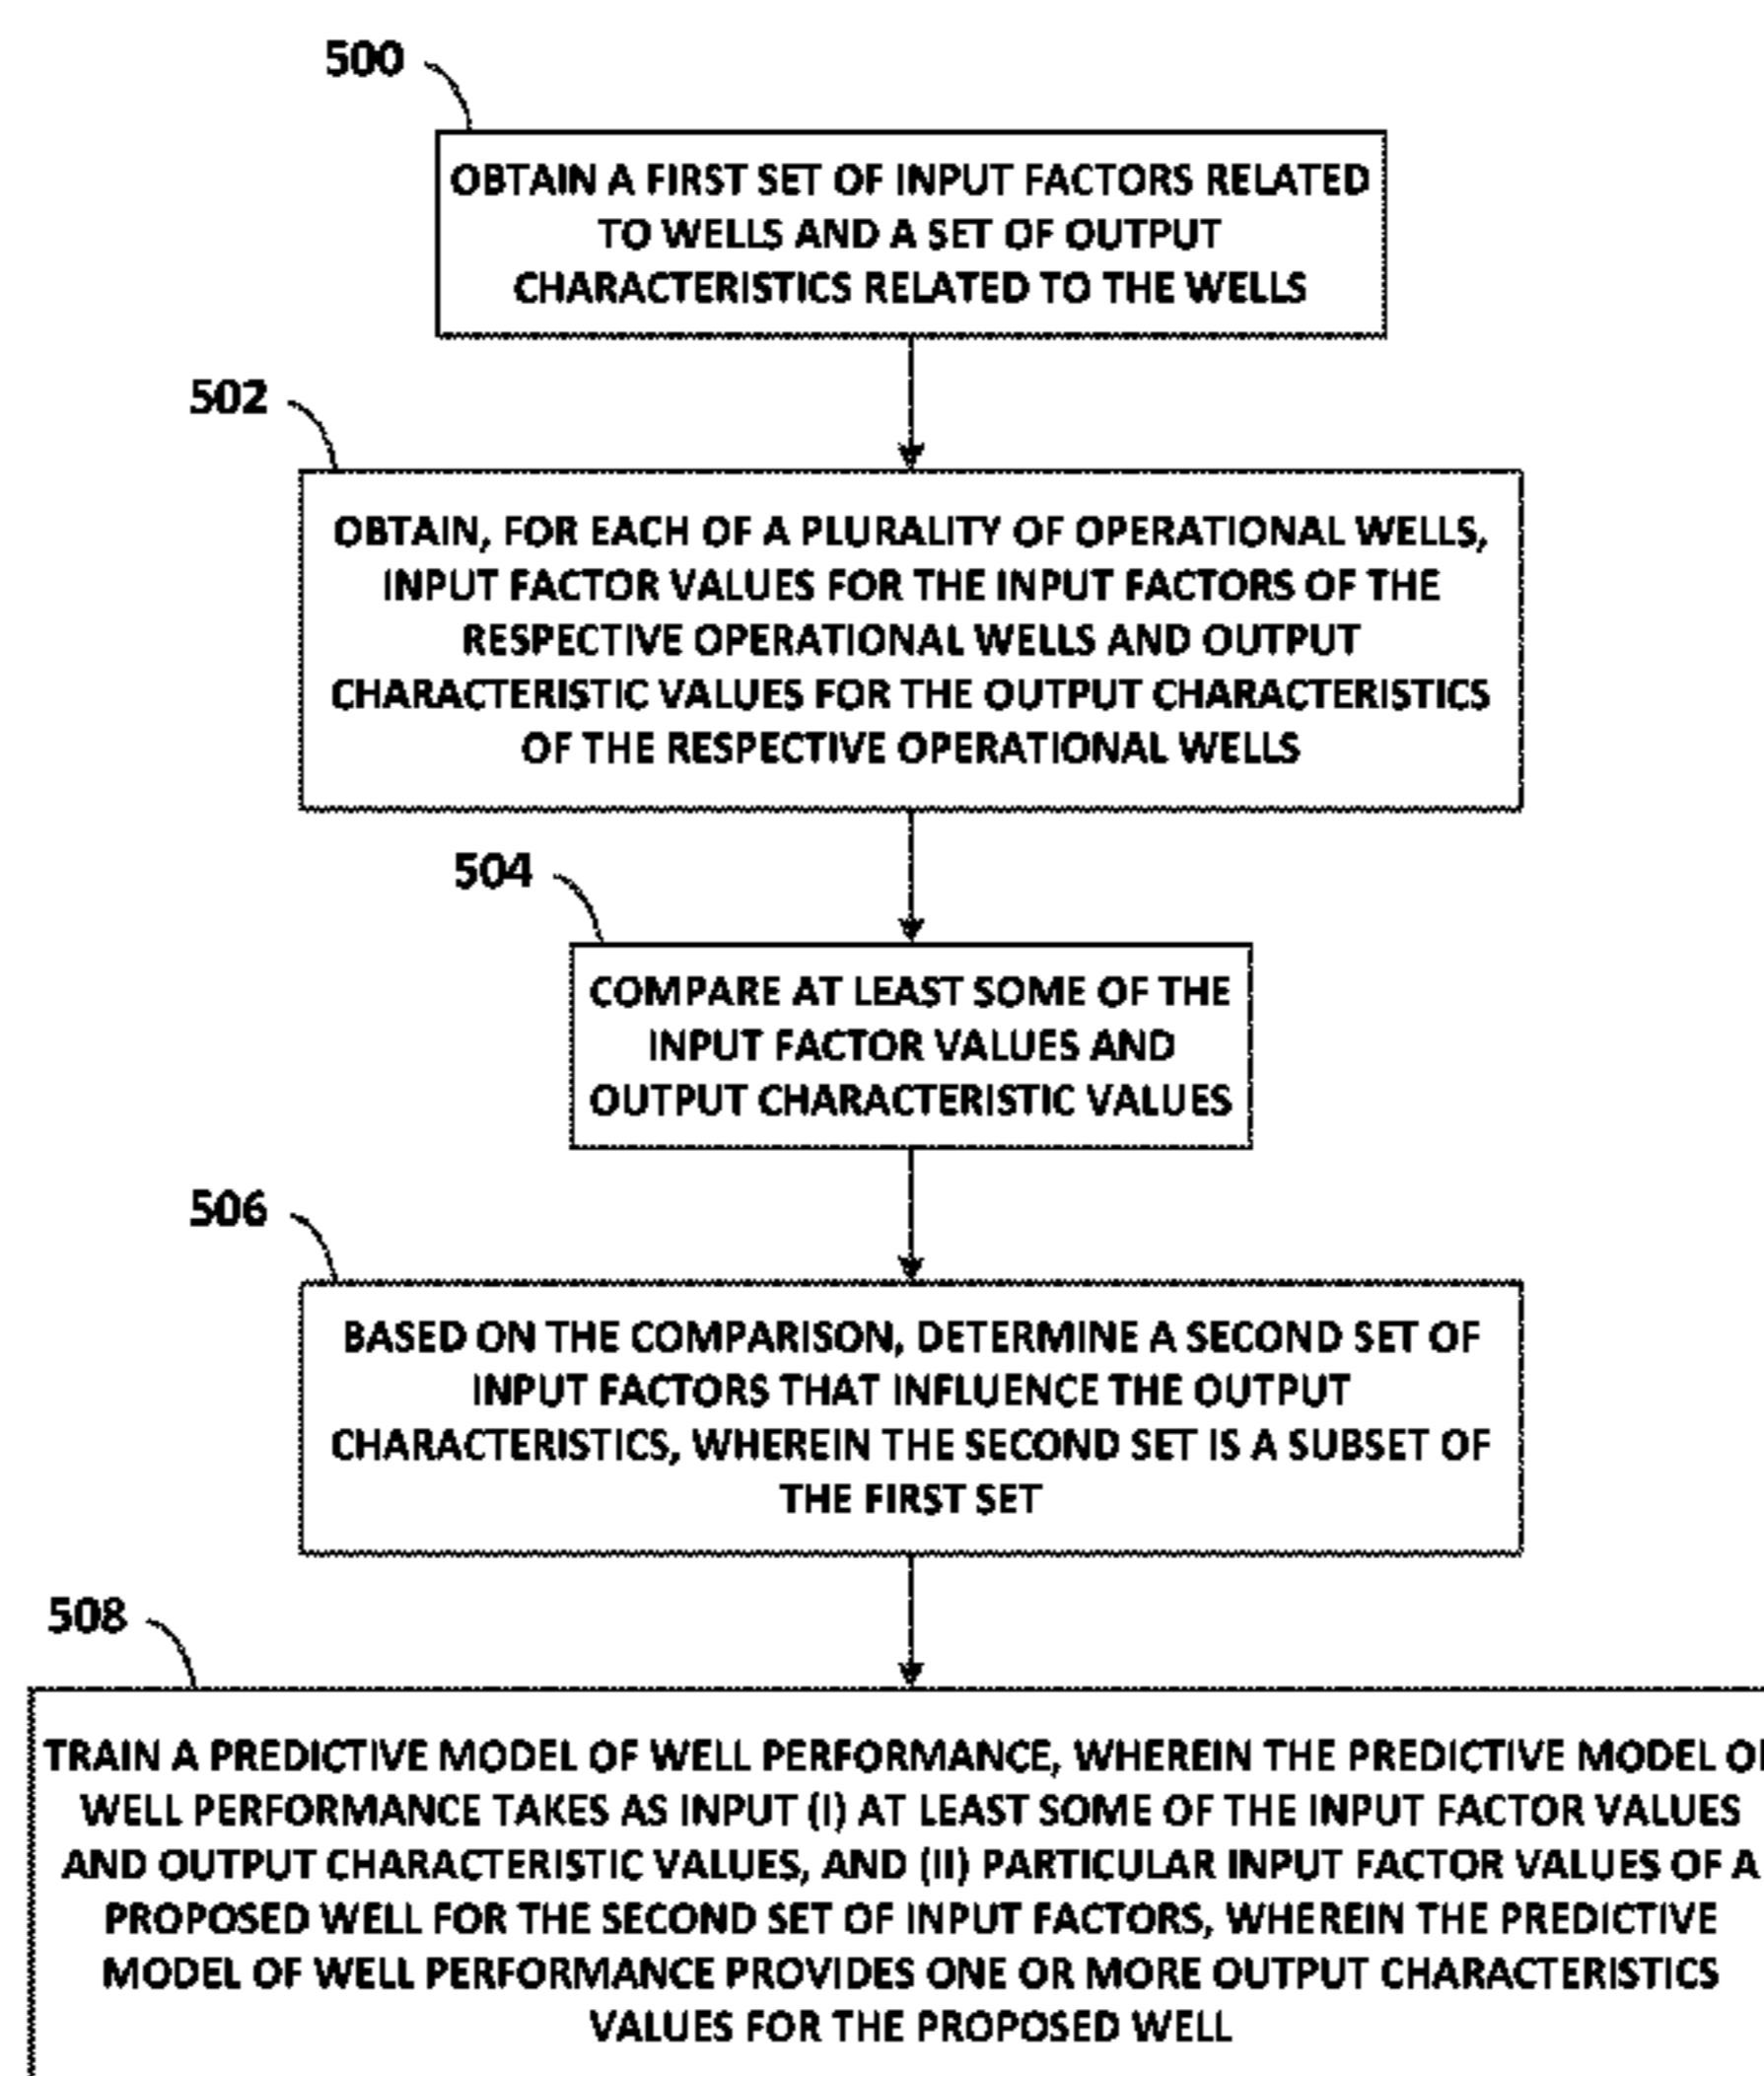 500
OBTAIN A FIRST SET OF INPUT FACTORS RELATED
TO WELLS AND A SET OF OUTPUT
CHARACTERISTICS RELATED TO THE WELLS
502
OBTAIN, FOR EACH OF A PLURALITY OF OPERATIONAL WELLS,
INPUT FACTOR VALUES FOR THE INPUT FACTORS OF THE
RESPECTIVE OPERATIONAL WELLS AND OUTPUT
CHARACTERISTIC VALUES FOR THE OUTPUT CHARACTERISTICS
OF THE RESPECTIVE OPERATIONAL WELLS
504
COMPARE AT LEAST SOME OF THE
INPUT FACTOR VALUES AND
OUTPUT CHARACTERISTIC VALUES
506
BASED ON THE COMPARISON, DETERMINE A SECOND SET OF
INPUT FACTORS THAT INFLUENCE THE OUTPUT
CHARACTERISTICS, WHEREIN THE SECOND SET IS A SUBSET OF
THE FIRST SET
508
TRAIN A PREDICTIVE MODEL OF WELL PERFORMANCE, WHEREIN THE PREDICTIVE MODEL OF
WELL PERFORMANCE TAKES AS INPUT (I) AT LEAST SOME OF THE INPUT FACTOR VALUES
AND OUTPUT CHARACTERISTIC VALUES, AND (II) PARTICULAR INPUT FACTOR VALUES OF A
PROPOSED WELL FOR THE SECOND SET OF INPUT FACTORS, WHEREIN THE PREDICTIVE
MODEL OF WELL PERFORMANCE PROVIDES ONE OR MORE OUTPUT CHARACTERISTICS
VALUES FOR THE PROPOSED WELL